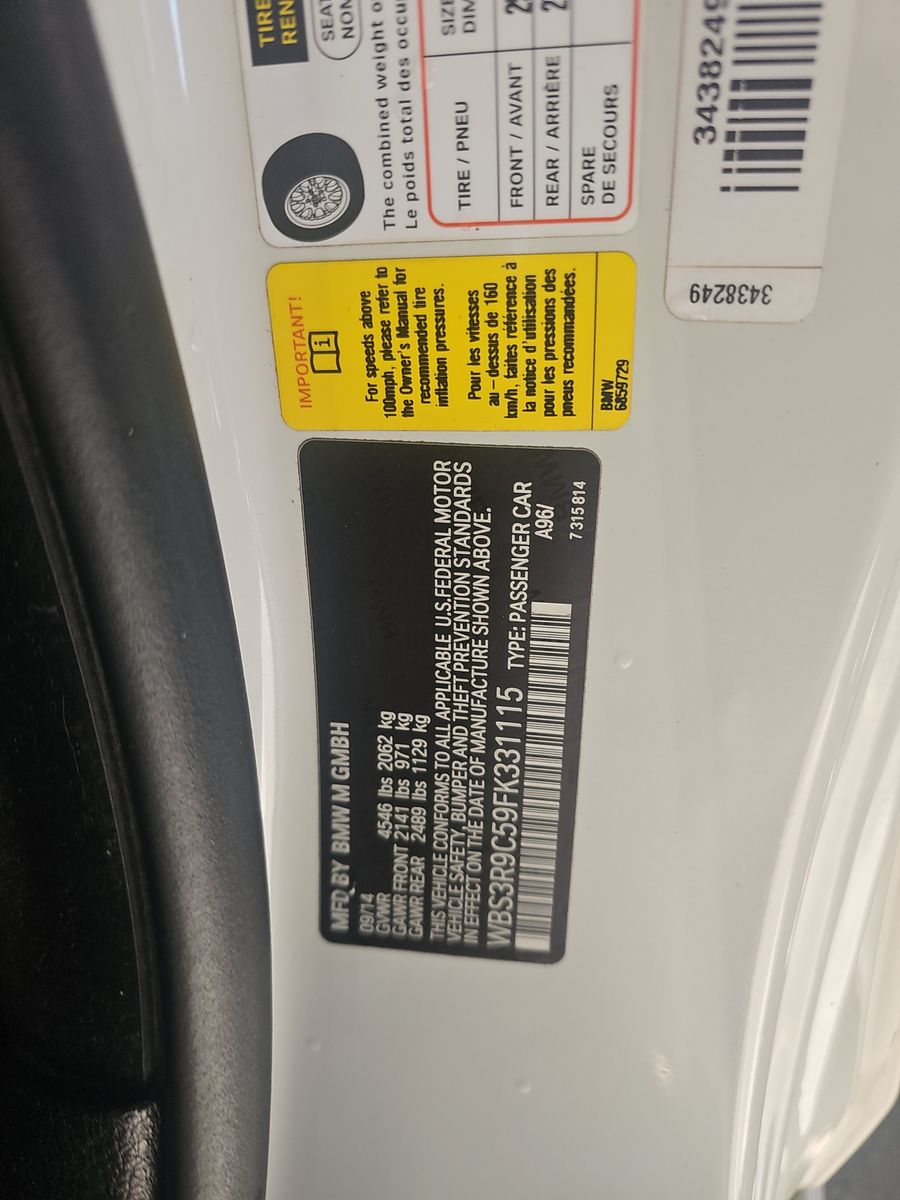 TIRE
REN
SEAT
NOM
The combined weight o
Le poids total des occu
TIRE / PNEU
SIZE
DIM
FRONT / AVANT
REAR / ARRIÈRE
SPARE
DE SECOURS
3438249
3438249
IMPORTANT!
For speeds above
100mph, please refer to
the Owner's Manual for
recommended tire
inflation pressures.
Pour les vitesses
au-dessus de 160
km/h, faites référence à
la notice d'utilisation
pour les pressions des
pneus recommandées.
BMW
6859729
MFD BY BMW M GMBH
09/14
GVWR 4546 lbs 2062 kg
GAWR FRONT 2141 lbs 971 kg
GAWR REAR 2489 lbs 1129 kg
THIS VEHICLE CONFORMS TO ALL APPLICABLE U.S.FEDERAL MOTOR
VEHICLE SAFETY, BUMPER AND THEFT PREVENTION STANDARDS
IN EFFECT ON THE DATE OF MANUFACTURE SHOWN ABOVE.
WBS3R9C59FK331115 TYPE: PASSENGER CAR
A96/
7315814